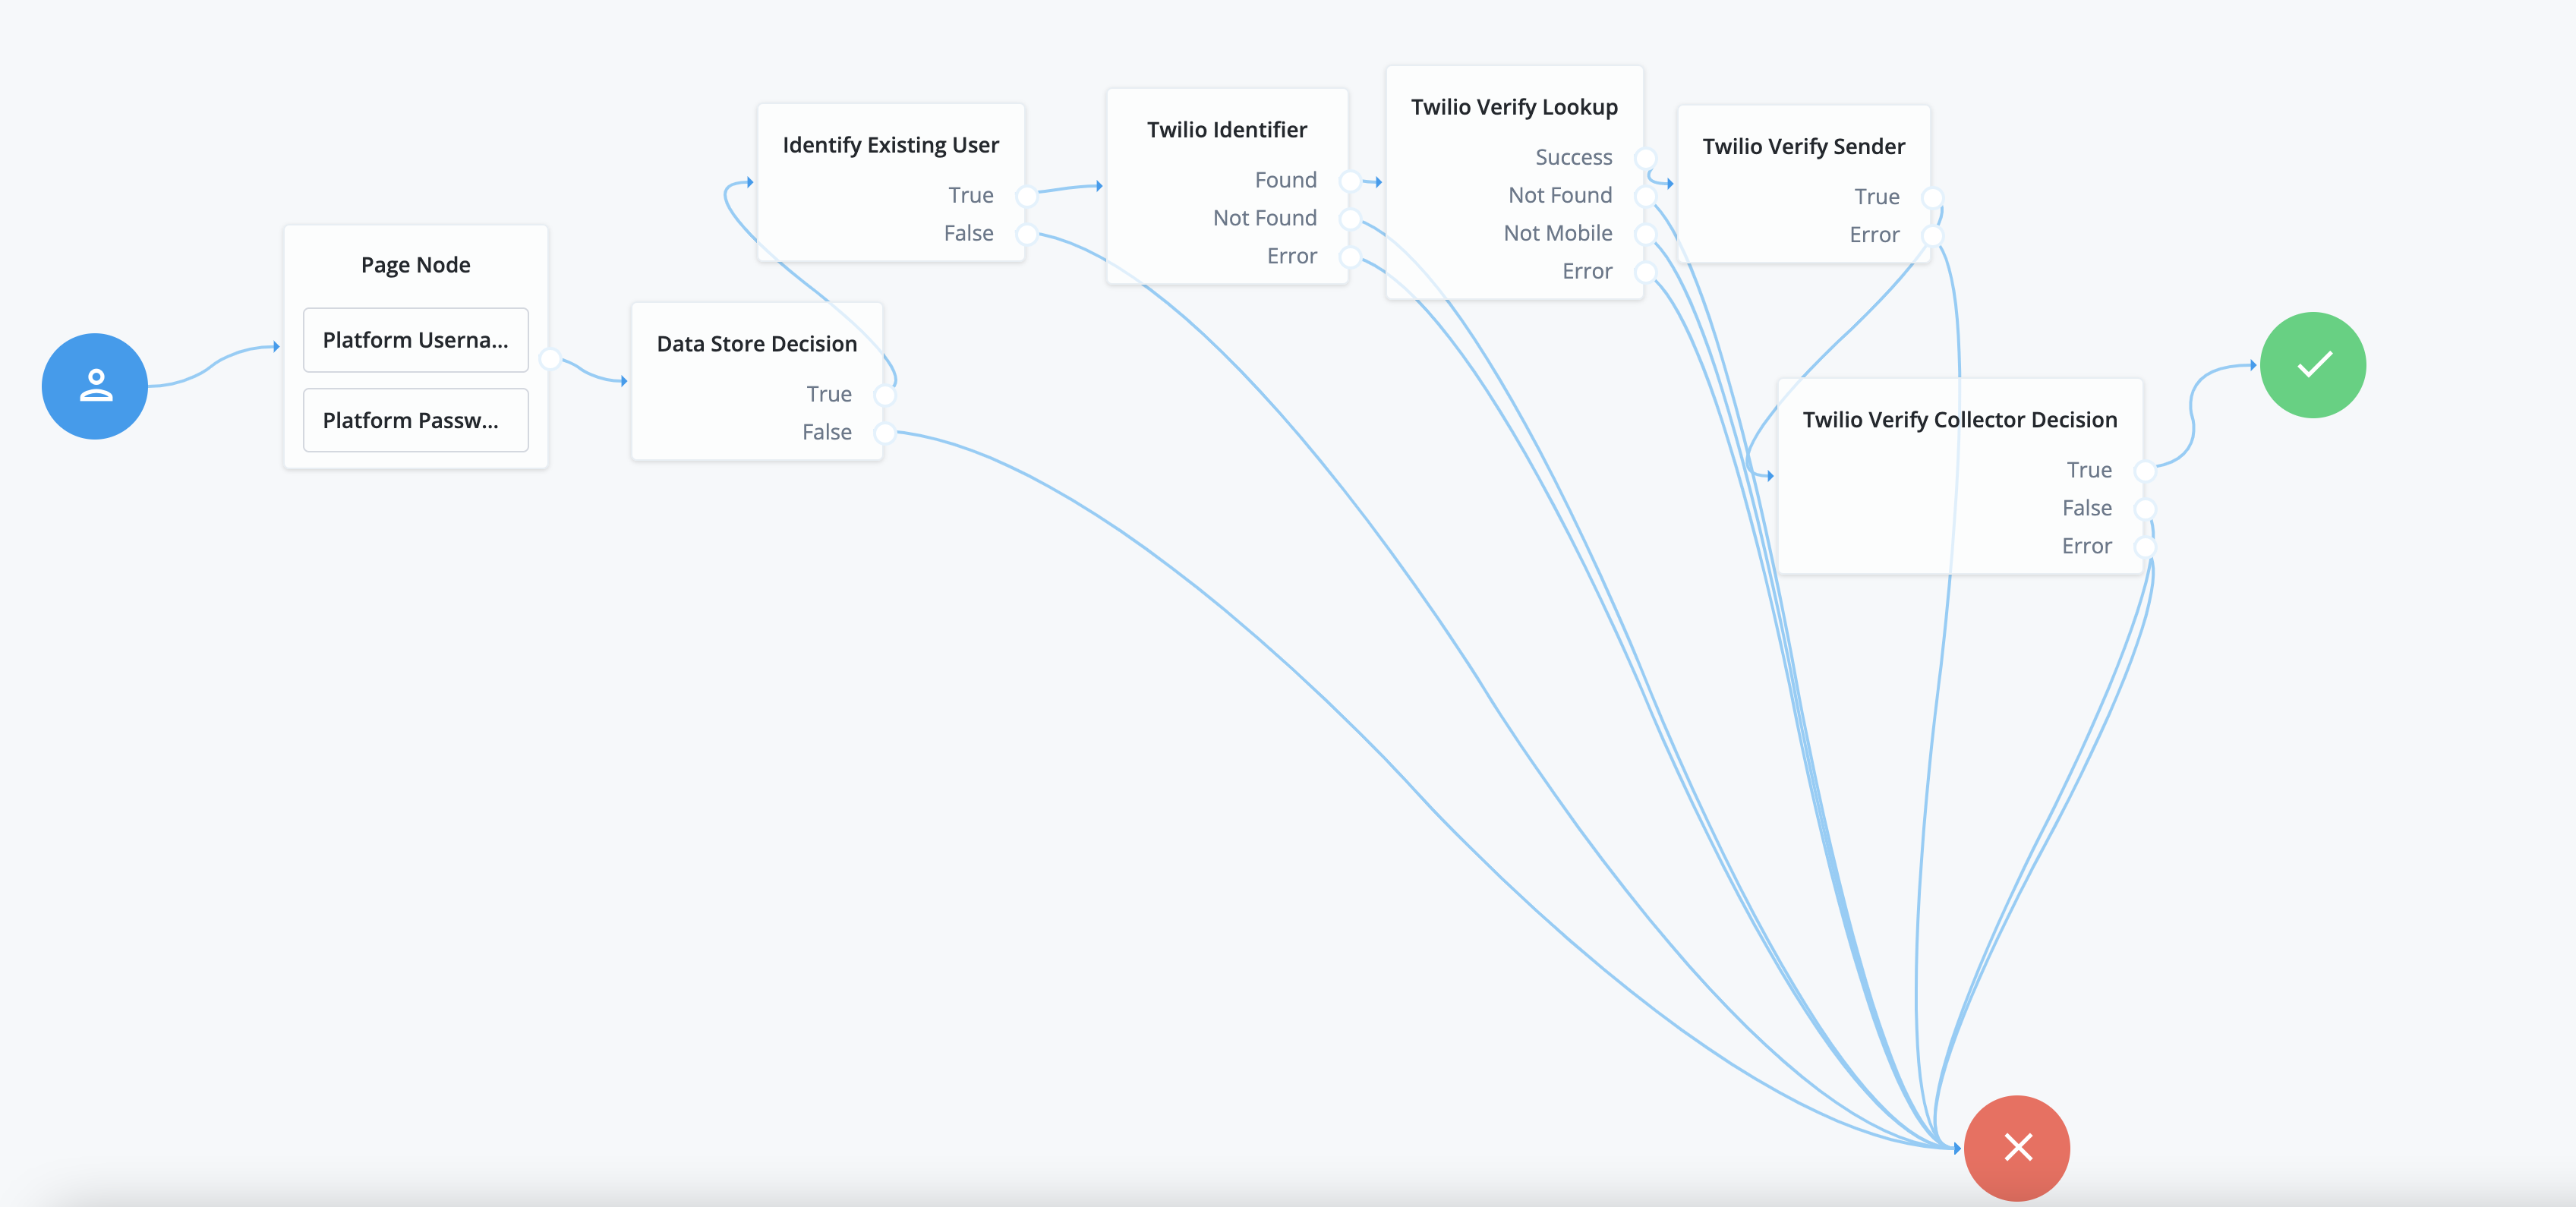 Page Node
Platform Userna...
Platform Passw...
Data Store Decision
True
False
Identify Existing User
True
False
Twilio Identifier
Found
Not Found
Error
Twilio Verify Lookup
Success
Not Found
Not Mobile
Error
Twilio Verify Sender
True
Error
Twilio Verify Collector Decision
True
False
Error